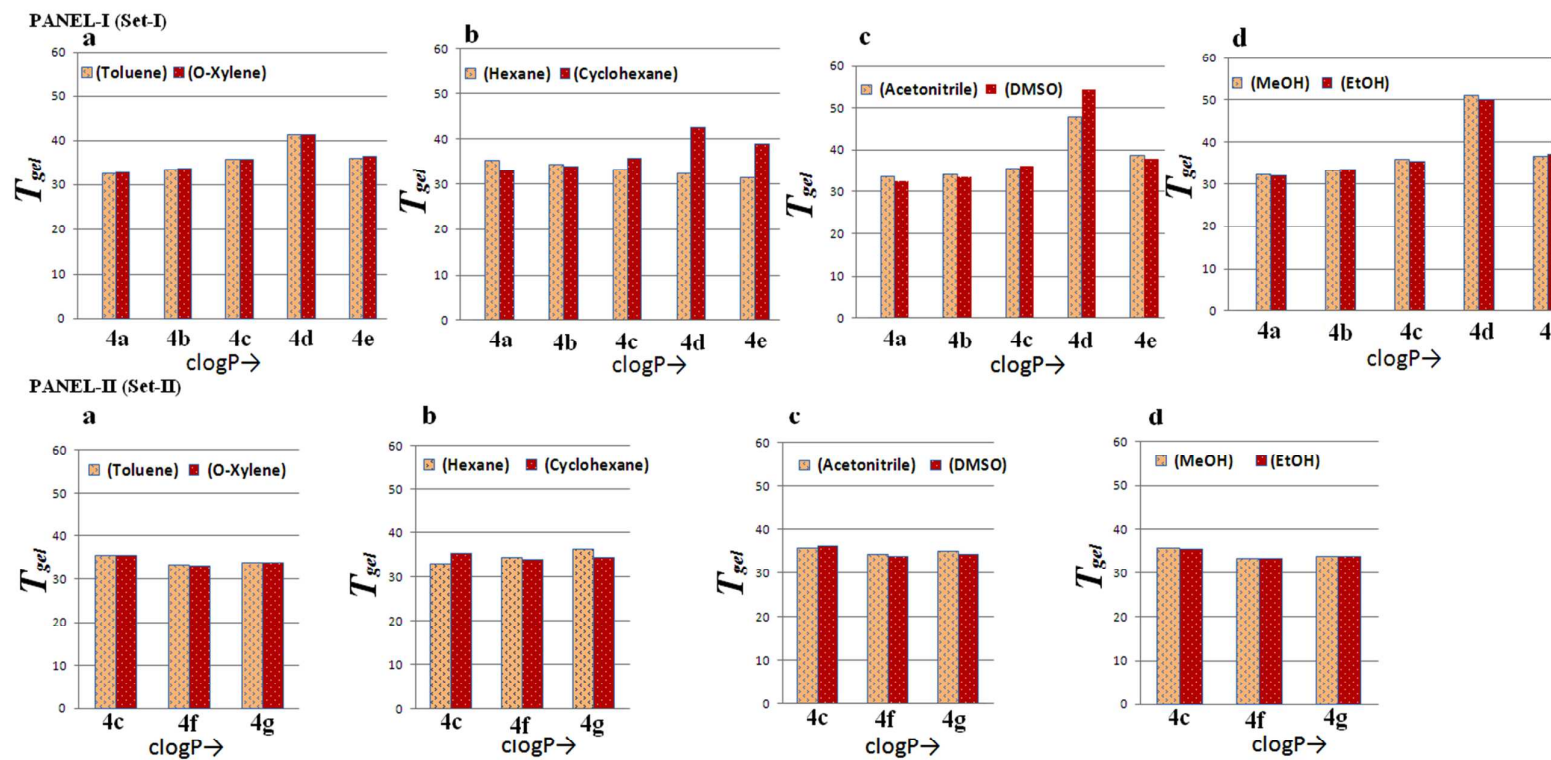 PANEL-I (Set-I)
a
60
50
40
30
20
10
0
(Toluene) (O-Xylene)
Tgel
4a 4b 4c 4d 4e
clogP→
b
60
50
40
30
20
10
0
(Hexane) (Cyclohexane)
Tgel
4a 4b 4c 4d 4e
clogP→
c
60
50
40
30
20
10
0
(Acetonitrile) (DMSO)
Tgel
4a 4b 4c 4d 4e
clogP→
d
60
50
40
30
20
10
0
(MeOH) (EtOH)
Tgel
4a 4b 4c 4d 4
clogP→
PANEL-II (Set-II)
a
60
50
40
30
20
10
0
(Toluene) (O-Xylene)
Tgel
4c 4f 4g
clogP→
b
60
50
40
30
20
10
0
(Hexane) (Cyclohexane)
Tgel
4c 4f 4g
clogP→
c
60
50
40
30
20
10
0
(Acetonitrile) (DMSO)
Tgel
4c 4f 4g
clogP→
d
60
50
40
30
20
10
0
(MeOH) (EtOH)
Tgel
4c 4f 4g
clogP→